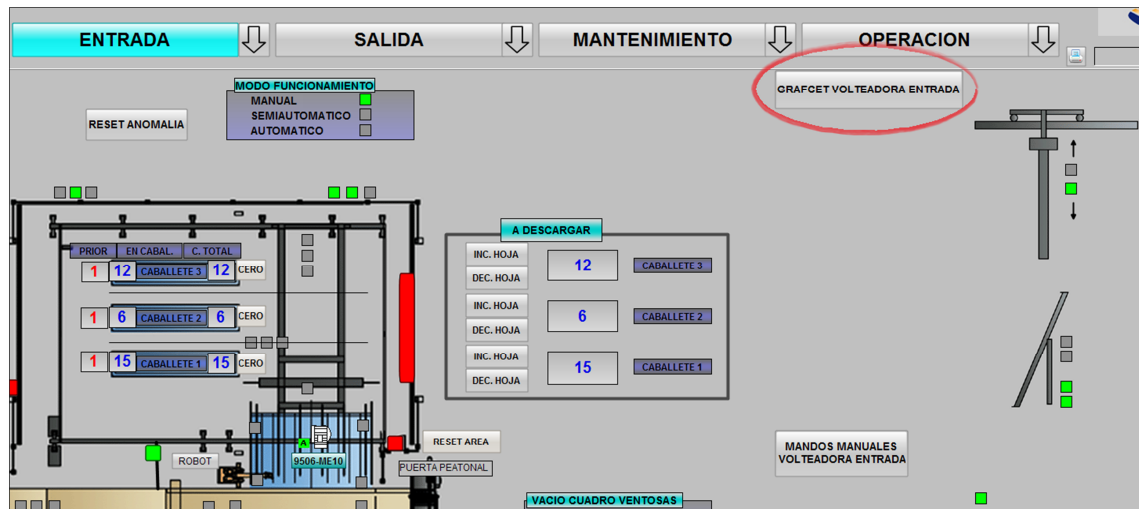 ENTRADA
SALIDA
MANTENIMIENTO
OPERACION
GRAFCET VOLTEADORA ENTRADA
MODO FUNCIONAMIENTO
MANUAL
SEMIAUTOMATICO
AUTOMATICO
RESET ANOMALIA
PRIOR EN CABAL. C. TOTAL
1 12 CABALLETE 3 12 CERO
1 6 CABALLETE 2 6 CERO
1 15 CABALLETE 1 15 CERO
A DESCARGAR
INC. HOJA
DEC. HOJA
12 CABALLETE 3
INC. HOJA
DEC. HOJA
6 CABALLETE 2
INC. HOJA
DEC. HOJA
15 CABALLETE 1
A
9506-ME10
ROBOT
RESET AREA
PUERTA PEATONAL
MANDOS MANUALES
VOLTEADORA ENTRADA
VACIO CUADRO VENTOSAS